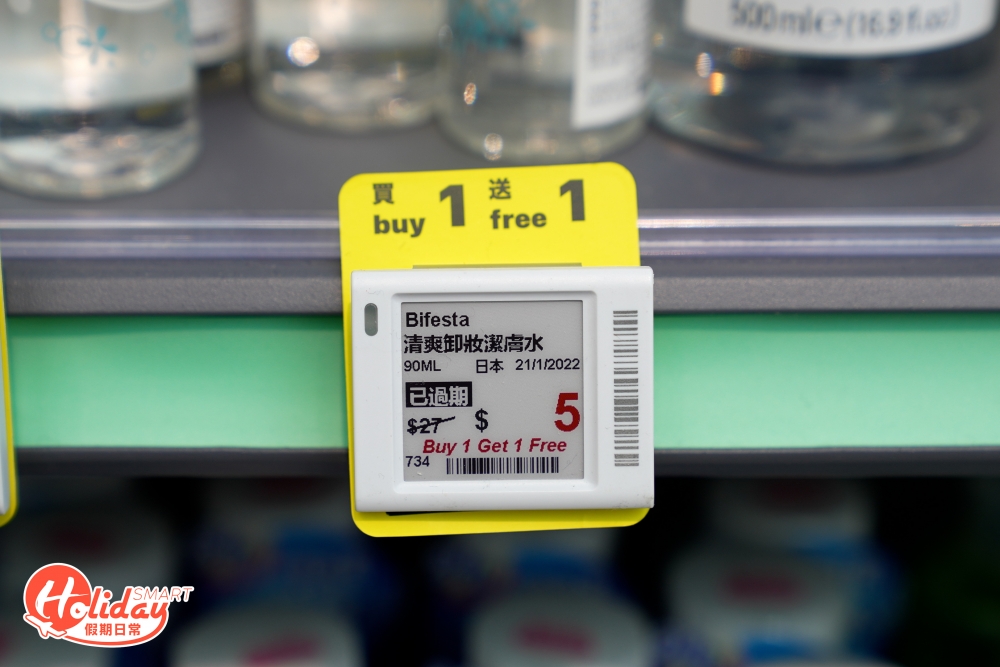 500ml e (16.9 fl.oz)
買 1 送 1
buy free
Bifesta
清爽卸妝潔膚水
90ML 日本 21/1/2022
已過期
$27 $ 5
Buy 1 Get 1 Free
734
Holiday SMART
假期日常